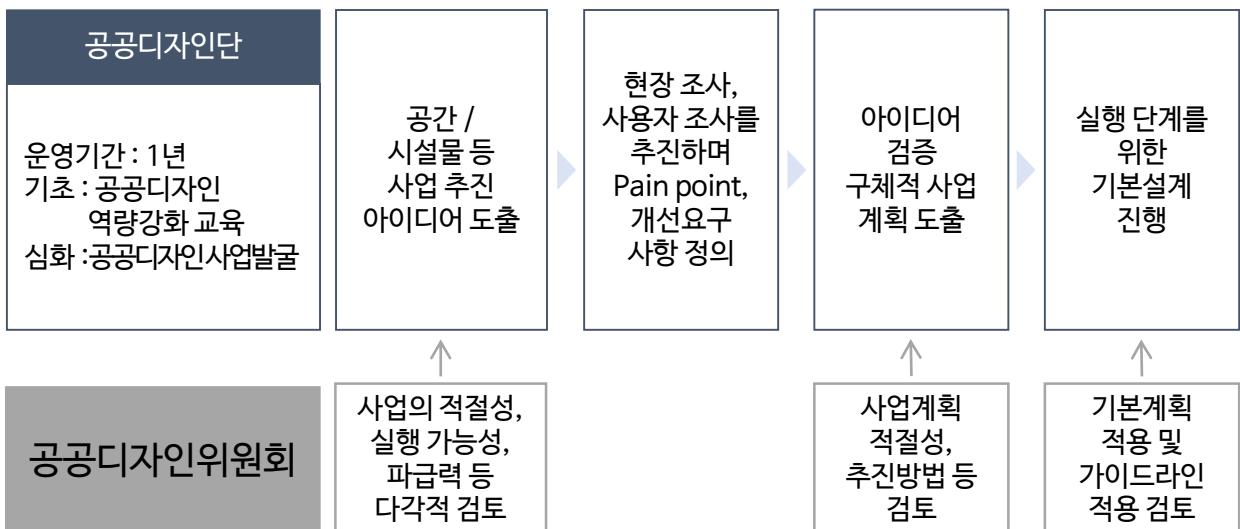 공공디자인단
운영기간 : 1년
기초 : 공공디자인
역량강화 교육
심화 :공공디자인사업발굴
공간 /
시설물 등
사업 추진
아이디어 도출
현장 조사,
사용자 조사를
추진하며
Pain point,
개선요구
사항 정의
아이디어
검증
구체적 사업
계획 도출
실행 단계를
위한
기본설계
진행
공공디자인위원회
사업의 적절성,
실행 가능성,
파급력 등
다각적 검토
사업계획
적절성,
추진방법 등
검토
기본계획
적용 및
가이드라인
적용 검토